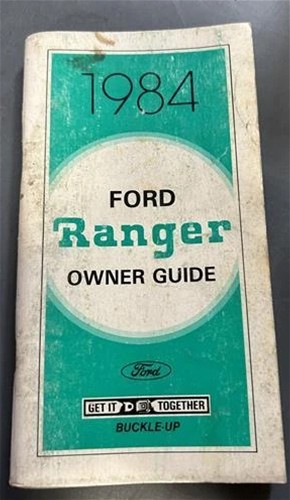 1984
FORD
Ranger
OWNER GUIDE
Ford
GET IT TOGETHER
BUCKLE-UP